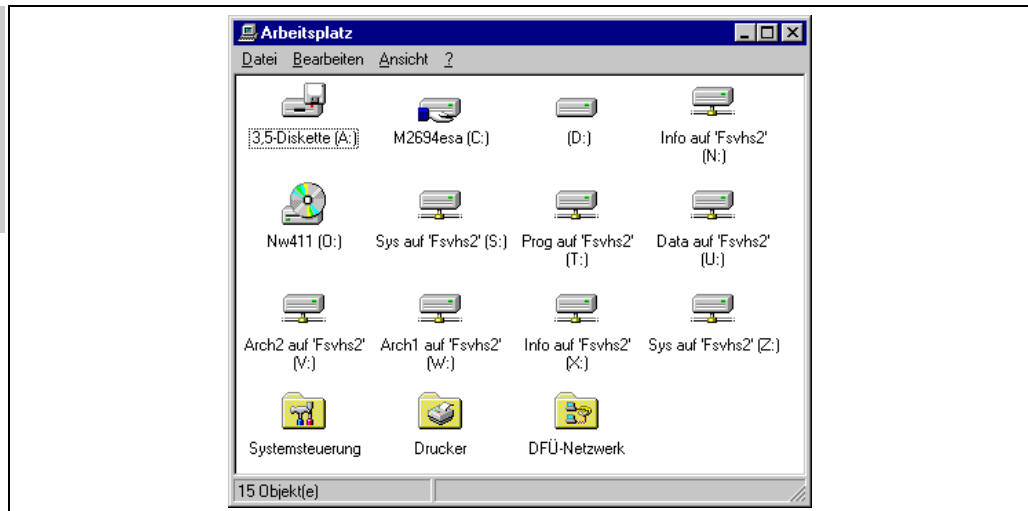 Arbeitsplatz
Datei Bearbeiten Ansicht ?
3,5-Diskette (A:) M2694esa (C:) (D:) Info auf 'Fsvhs2' (N:)
Nw411 (O:) Sys auf 'Fsvhs2' (S:) Prog auf 'Fsvhs2' (T:) Data auf 'Fsvhs2' (U:)
Arch2 auf 'Fsvhs2' (V:) Arch1 auf 'Fsvhs2' (W:) Info auf 'Fsvhs2' (X:) Sys auf 'Fsvhs2' (Z:)
Systemsteuerung Drucker DFÜ-Netzwerk
15 Objekt(e)